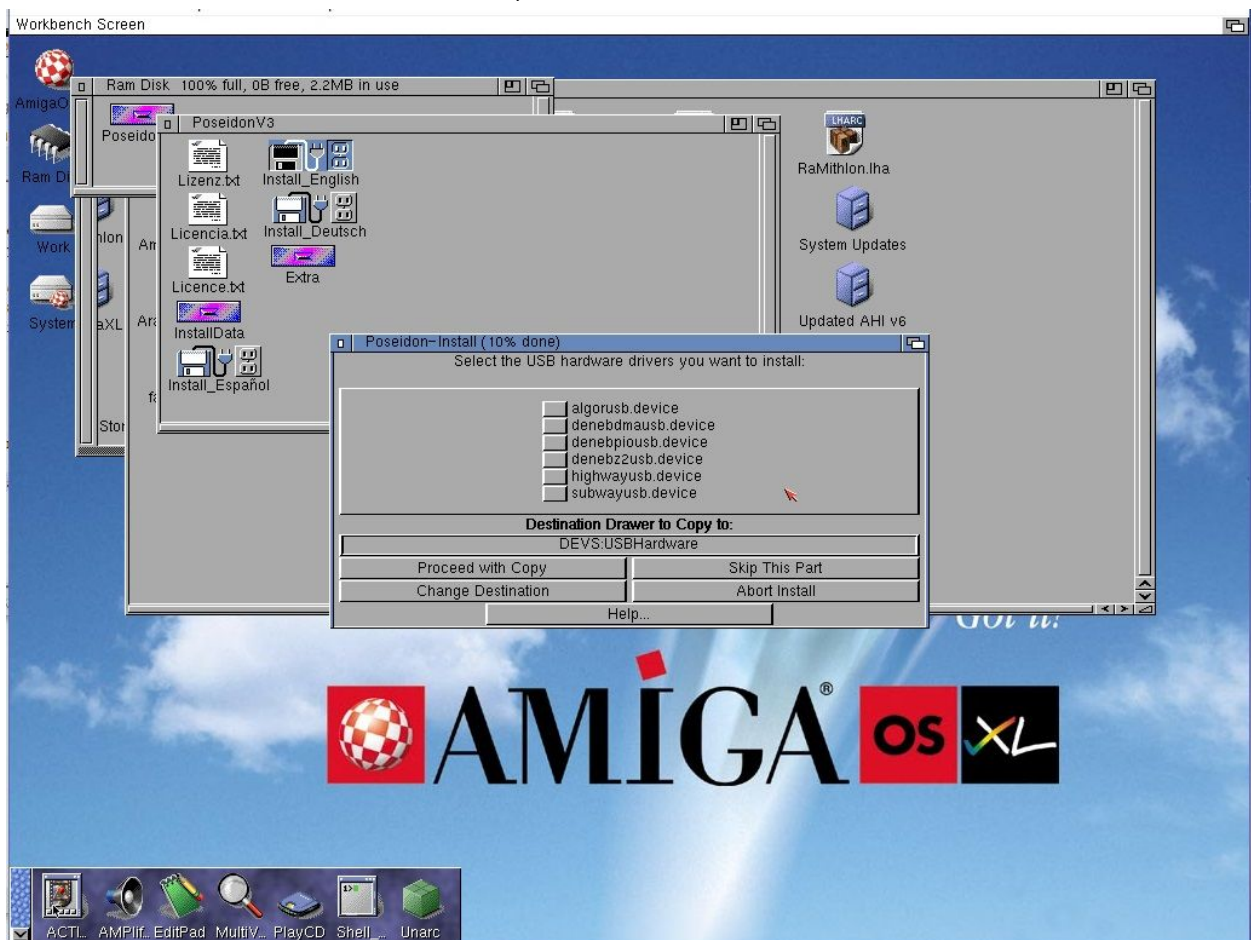 Workbench Screen
Ram Disk 100% full, 0B free, 2.2MB in use
AmigaO
Ram Di
Work
System
PoseidonV3
Lizenz.txt
Install_English
Licencia.txt
Install_Deutsch
Licence.txt
Extra
InstallData
Install_Español
LHARC
RaMithlon.lha
System Updates
Updated AHI v6
Poseidon-Install (10% done)
Select the USB hardware drivers you want to install:
algorusb.device
denebdmausb.device
denebpiousb.device
denebz2usb.device
highwayusb.device
subwayusb.device
Destination Drawer to Copy to:
DEVS:USBHardware
Proceed with Copy
Skip This Part
Change Destination
Abort Install
Help...
Got it!
AMIGA®
OS XL
ACTI...
AMPlif...
EditPad
MultiV...
PlayCD
Shell_...
Unarc